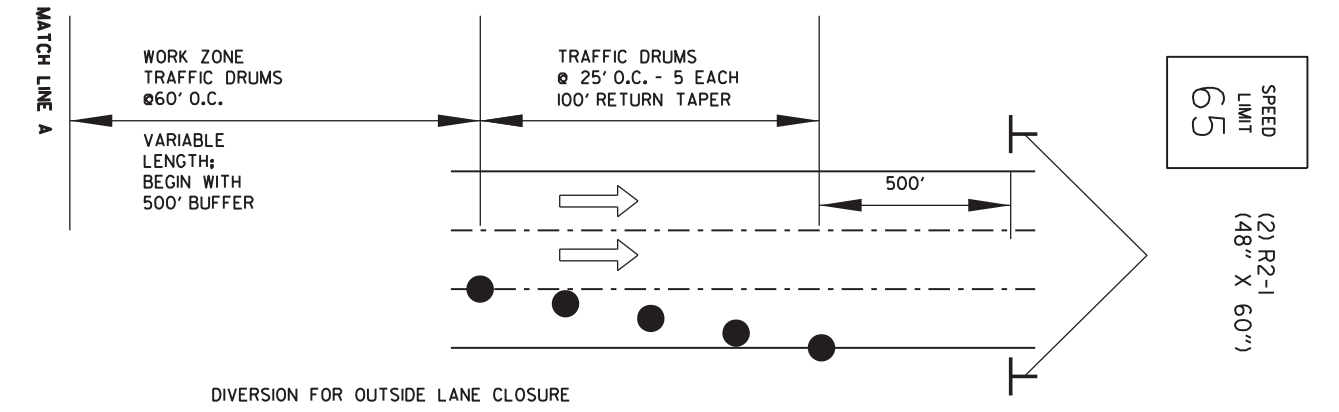 MATCH LINE A
WORK ZONE
TRAFFIC DRUMS
@60' O.C.
VARIABLE
LENGTH;
BEGIN WITH
500' BUFFER
TRAFFIC DRUMS
@ 25' O.C. - 5 EACH
100' RETURN TAPER
500'
SPEED
LIMIT
65
(2) R2-1
(48" X 60")
DIVERSION FOR OUTSIDE LANE CLOSURE